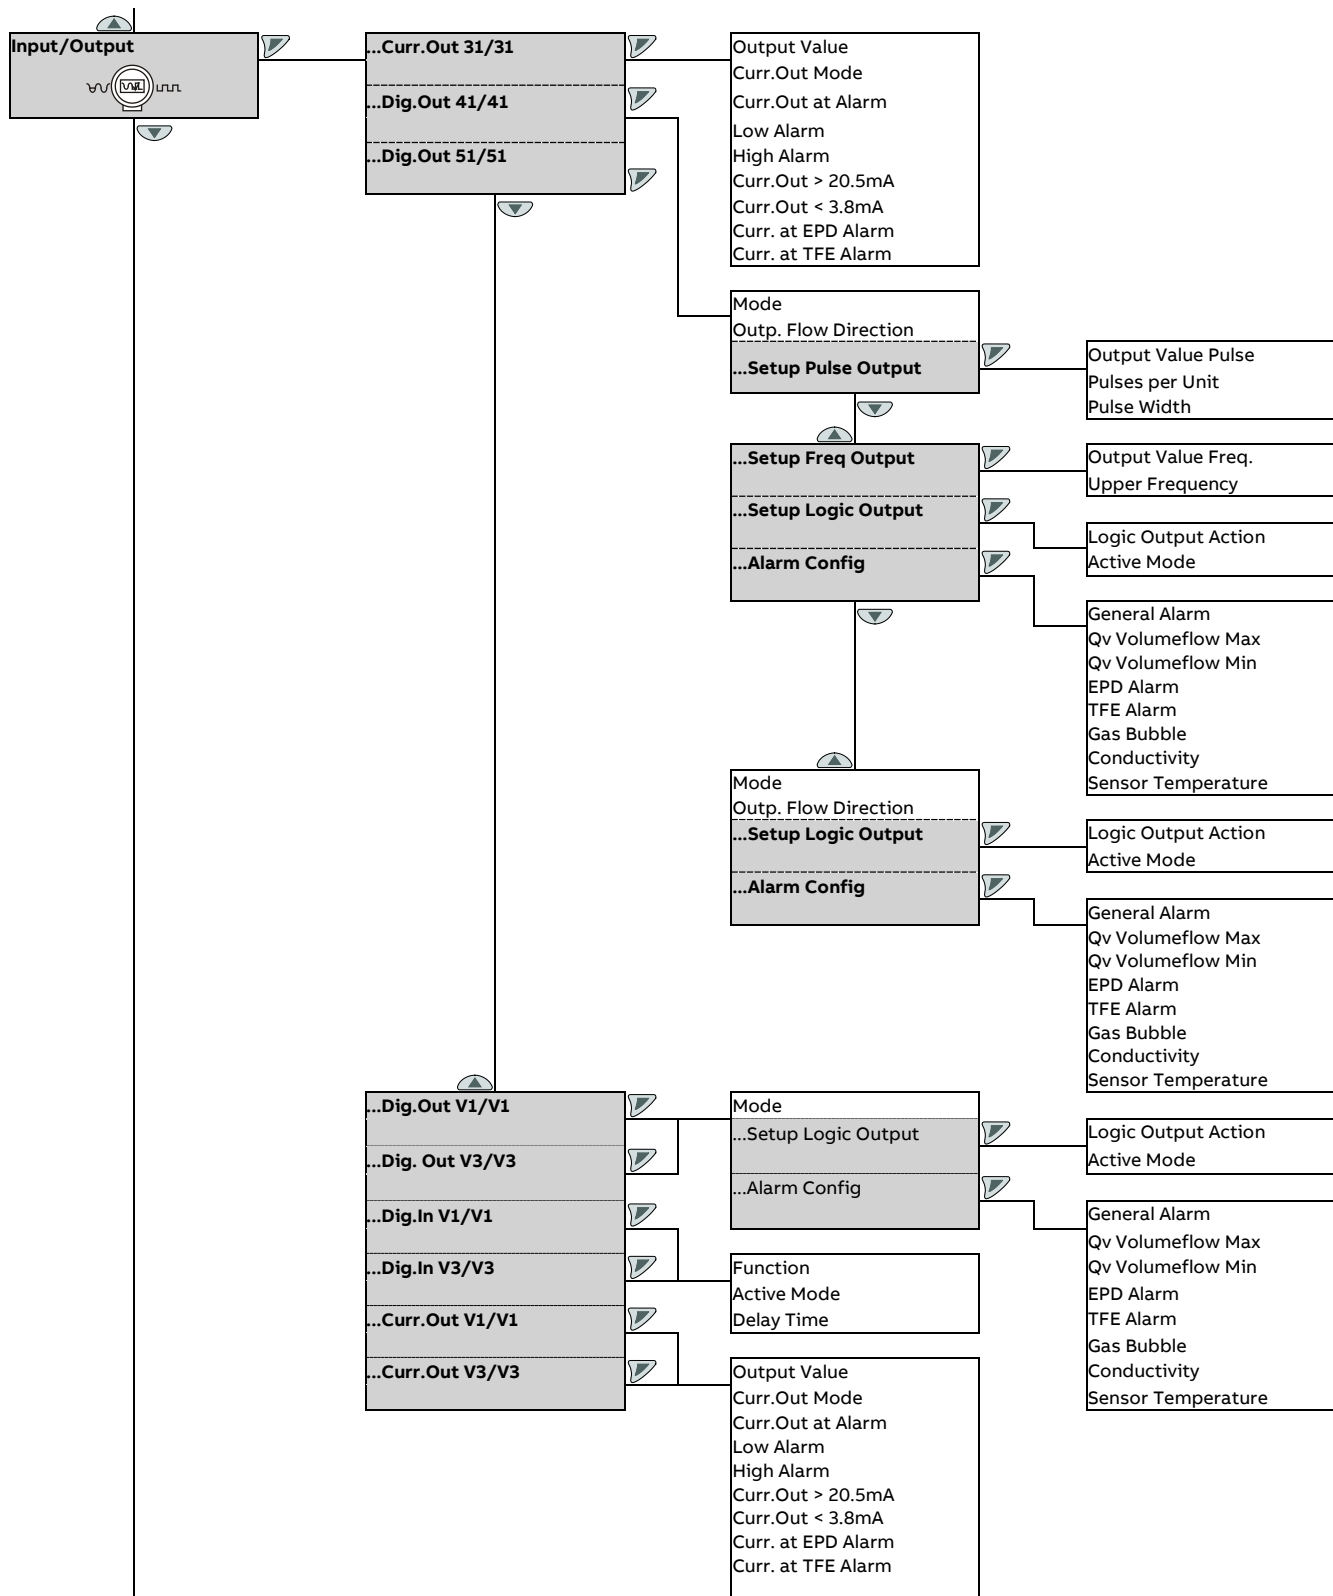 Input/Output
...Curr.Out 31/31
...Dig.Out 41/41
...Dig.Out 51/51
Output Value
Curr.Out Mode
Curr.Out at Alarm
Low Alarm
High Alarm
Curr.Out > 20.5mA
Curr.Out < 3.8mA
Curr. at EPD Alarm
Curr. at TFE Alarm
Mode
Outp. Flow Direction
...Setup Pulse Output
Output Value Pulse
Pulses per Unit
Pulse Width
...Setup Freq Output
...Setup Logic Output
...Alarm Config
Output Value Freq.
Upper Frequency
Logic Output Action
Active Mode
General Alarm
Qv Volumeflow Max
Qv Volumeflow Min
EPD Alarm
TFE Alarm
Gas Bubble
Conductivity
Sensor Temperature
Mode
Outp. Flow Direction
...Setup Logic Output
...Alarm Config
Logic Output Action
Active Mode
General Alarm
Qv Volumeflow Max
Qv Volumeflow Min
EPD Alarm
TFE Alarm
Gas Bubble
Conductivity
Sensor Temperature
...Dig.Out V1/V1
...Dig. Out V3/V3
...Dig.In V1/V1
...Dig.In V3/V3
...Curr.Out V1/V1
...Curr.Out V3/V3
Mode
...Setup Logic Output
...Alarm Config
Logic Output Action
Active Mode
General Alarm
Qv Volumeflow Max
Qv Volumeflow Min
EPD Alarm
TFE Alarm
Gas Bubble
Conductivity
Sensor Temperature
Function
Active Mode
Delay Time
Output Value
Curr.Out Mode
Curr.Out at Alarm
Low Alarm
High Alarm
Curr.Out > 20.5mA
Curr.Out < 3.8mA
Curr. at EPD Alarm
Curr. at TFE Alarm